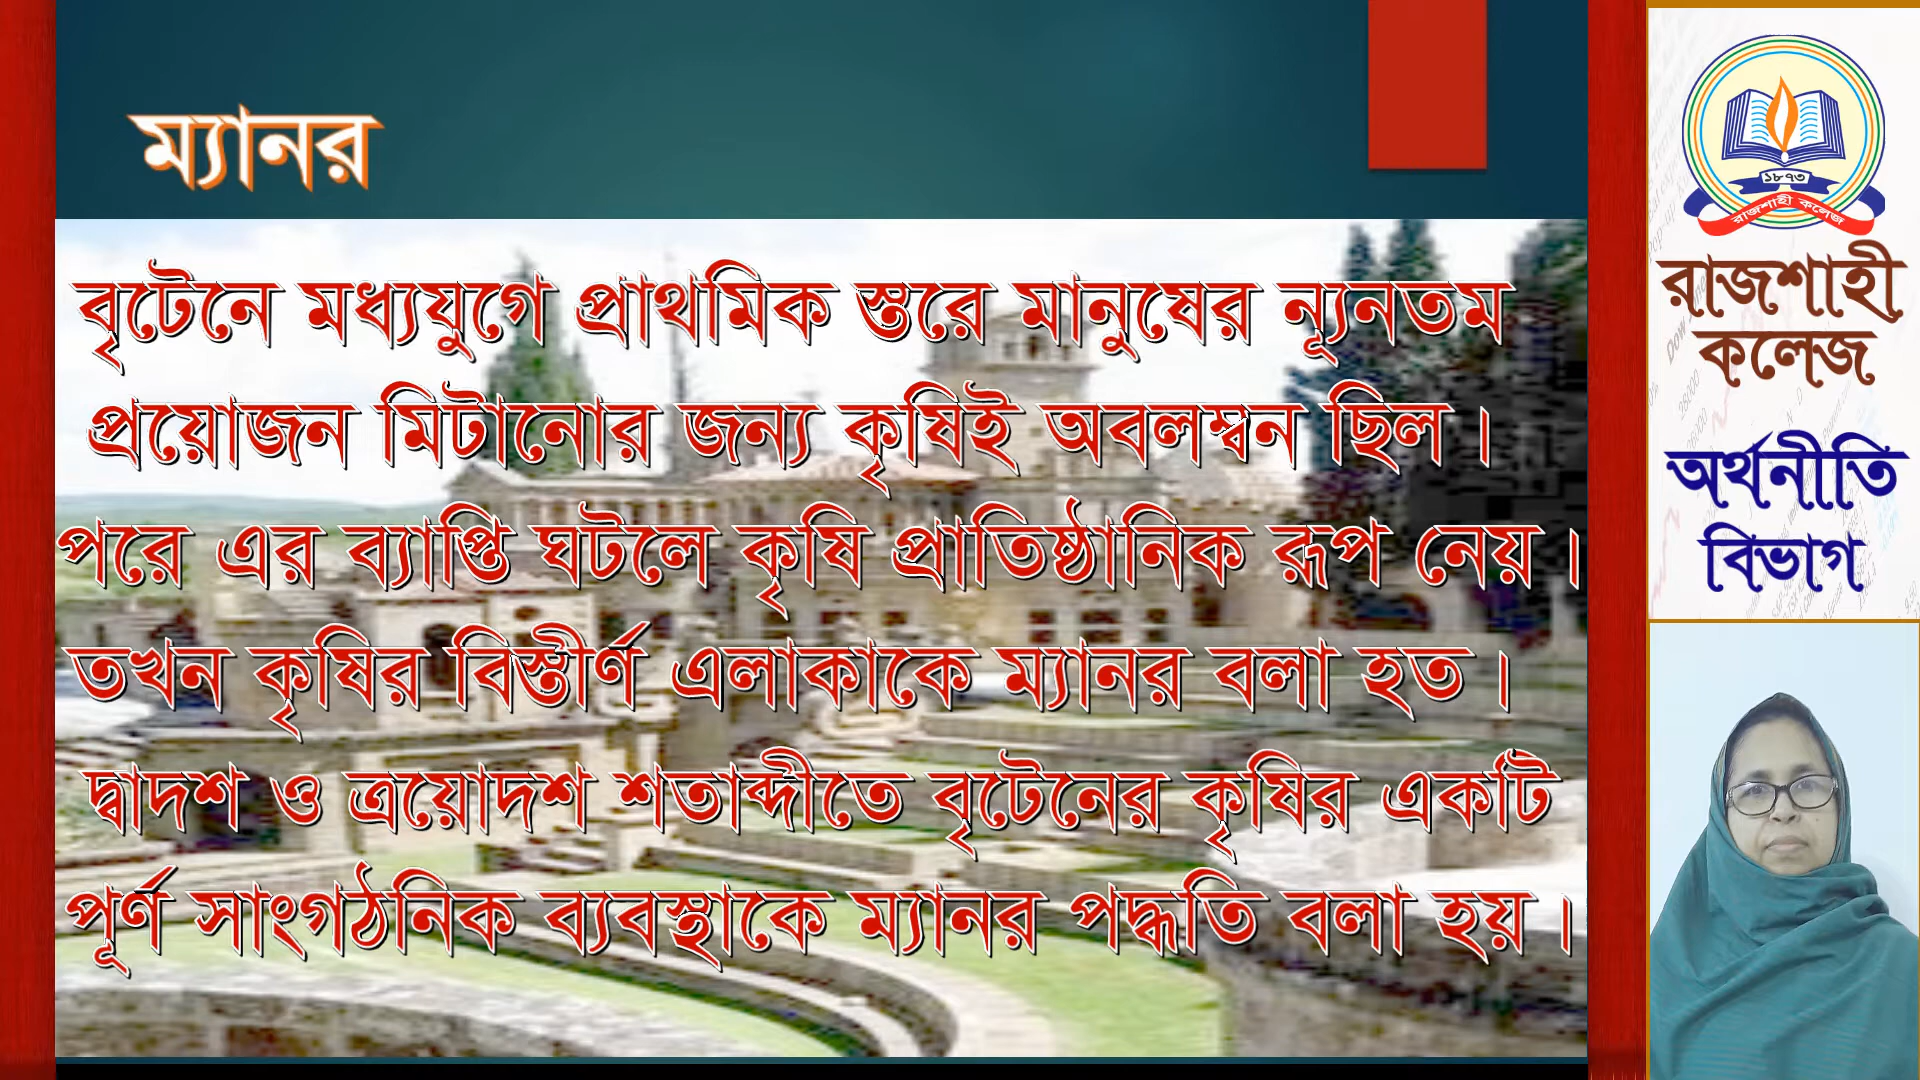 ম্যানর
বৃটেনে মধ্যযুগে প্রাথমিক স্তরে মানুষের ন্যূনতম
প্রয়োজন মিটানোর জন্য কৃষিই অবলম্বন ছিল।
পরে এর ব্যাপ্তি ঘটলে কৃষি প্রাতিষ্ঠানিক রূপ নেয়।
তখন কৃষির বিস্তীর্ণ এলাকাকে ম্যানর বলা হত।
দ্বাদশ ও ত্রয়োদশ শতাব্দীতে বৃটেনের কৃষির একটি
পূর্ণ সাংগঠনিক ব্যবস্থাকে ম্যানর পদ্ধতি বলা হয়।
১৮৭৩
রাজশাহী কলেজ
রাজশাহী
কলেজ
অর্থনীতি
বিভাগ